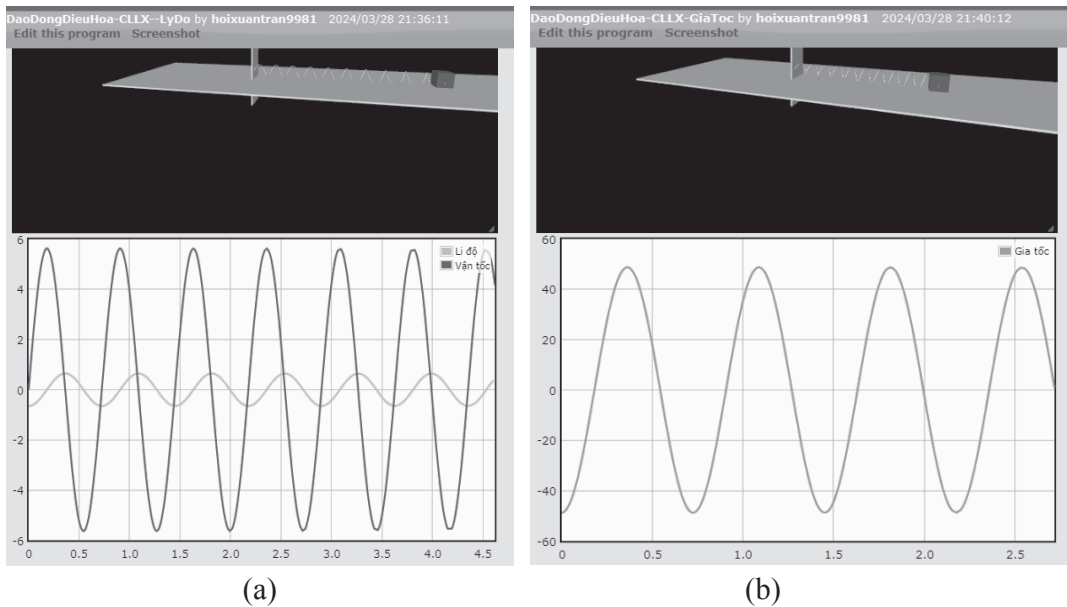 DaoDongDieuHoa-CLLX--LyDo by hoixuantran9981 2024/03/28 21:36:11
Edit this program Screenshot
Li độ
Vận tốc
6
4
2
0
-2
-4
-6
0 0.5 1.0 1.5 2.0 2.5 3.0 3.5 4.0 4.5
(a)
DaoDongDieuHoa-CLLX-GiaToc by hoixuantran9981 2024/03/28 21:40:12
Edit this program Screenshot
Gia tốc
60
40
20
0
-20
-40
-60
0 0.5 1.0 1.5 2.0 2.5
(b)